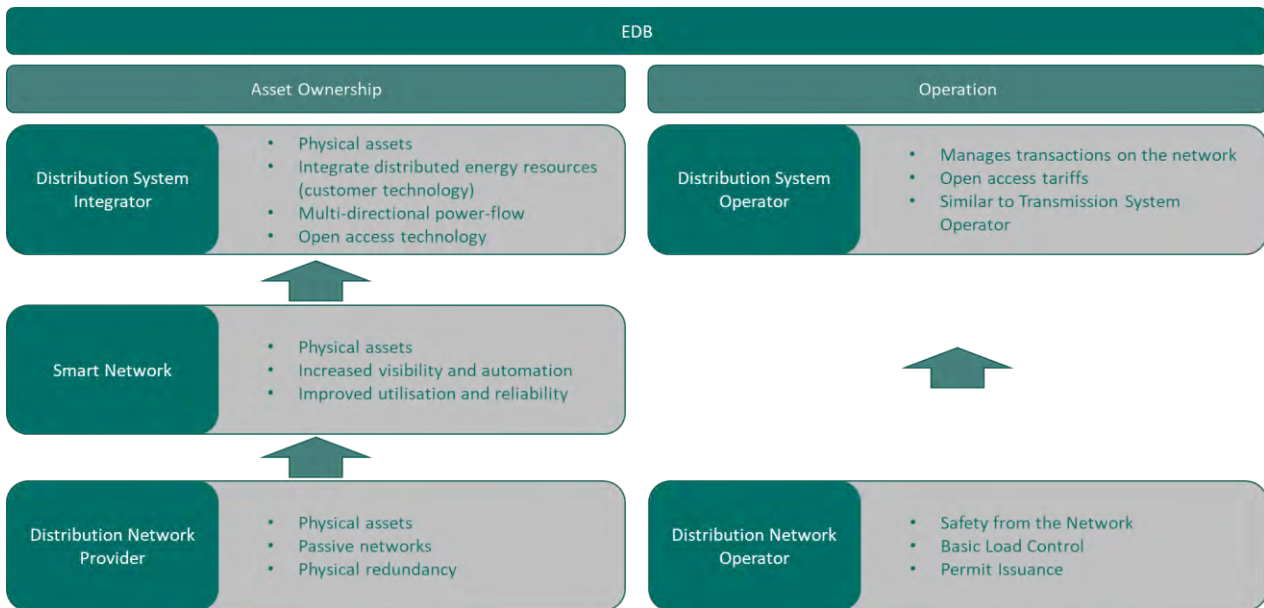 EDB
Asset Ownership
Operation
Distribution System
Integrator
• Physical assets
• Integrate distributed energy resources
(customer technology)
• Multi-directional power-flow
• Open access technology
Distribution System
Operator
• Manages transactions on the network
• Open access tariffs
• Similar to Transmission System
Operator
Smart Network
• Physical assets
• Increased visibility and automation
• Improved utilisation and reliability
Distribution Network
Provider
• Physical assets
• Passive networks
• Physical redundancy
Distribution Network
Operator
• Safety from the Network
• Basic Load Control
• Permit Issuance